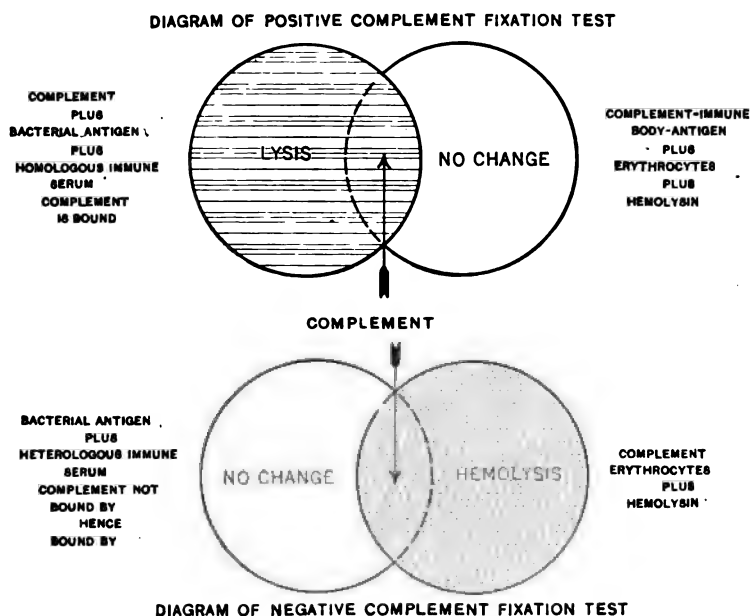 DIAGRAM OF POSITIVE COMPLEMENT FIXATION TEST
COMPLEMENT
PLUS
BACTERIAL ANTIGEN
PLUS
HOMOLOGOUS IMMUNE
SERUM
COMPLEMENT
IS BOUND
LYSIS
NO CHANGE
COMPLEMENT-IMMUNE
BODY-ANTIGEN
PLUS
ERYTHROCYTES
PLUS
HEMOLYSIN
COMPLEMENT
BACTERIAL ANTIGEN
PLUS
HETEROLOGOUS IMMUNE
SERUM
COMPLEMENT NOT
BOUND BY
HENCE
BOUND BY
NO CHANGE
HEMOLYSIS
COMPLEMENT
ERYTHROCYTES
PLUS
HEMOLYSIN
DIAGRAM OF NEGATIVE COMPLEMENT FIXATION TEST